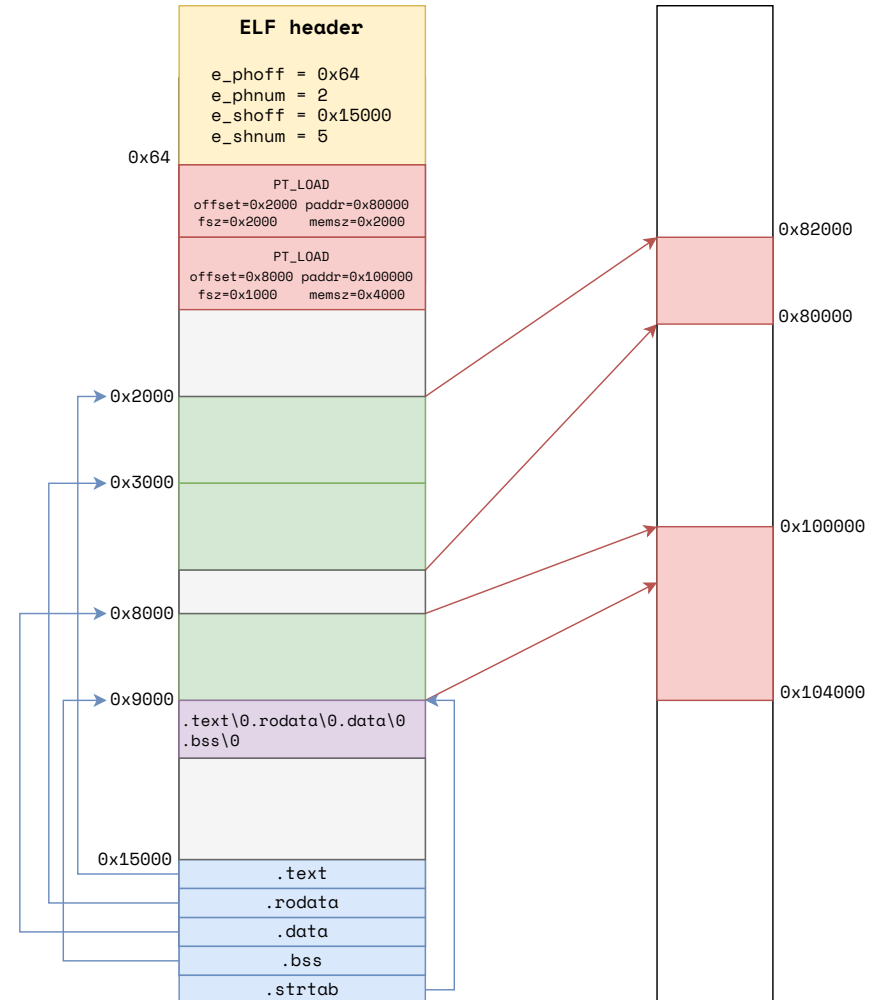 ELF header
e_phoff = 0x64
e_phnum = 2
e_shoff = 0x15000
e_shnum = 5
0x64
PT_LOAD
offset=0x2000 paddr=0x80000
fsz=0x2000 memsz=0x2000
PT_LOAD
offset=0x8000 paddr=0x100000
fsz=0x1000 memsz=0x4000
0x2000
0x3000
0x8000
0x9000
.text\0.rodata\0.data\0
.bss\0
0x15000
.text
.rodata
.data
.bss
.strtab
0x82000
0x80000
0x100000
0x104000